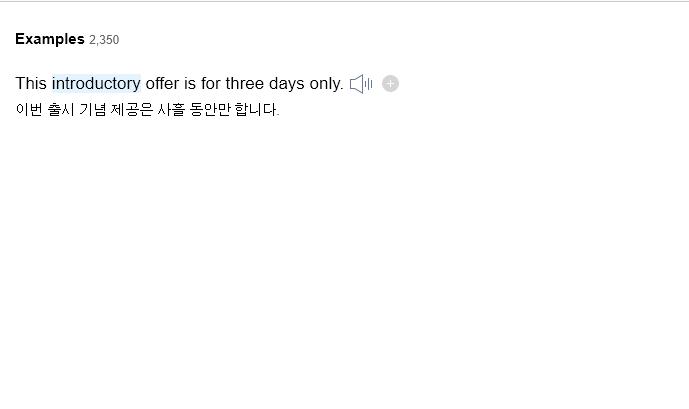 Examples 2,350
This introductory offer is for three days only.
이번 출시 기념 제공은 사흘 동안만 합니다.